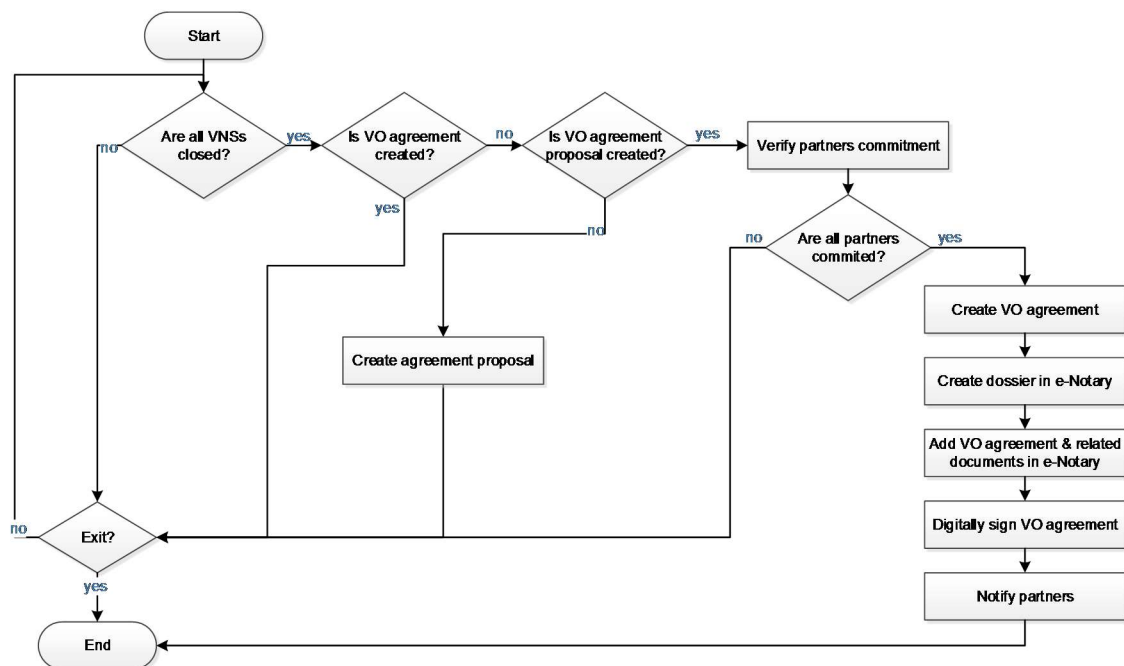 Start
Are all VNSs
closed?
yes
no
Is VO agreement
created?
no
yes
Is VO agreement
proposal created?
yes
no
Verify partners commitment
Are all partners
commited?
no
yes
Create VO agreement
Create agreement proposal
Create dossier in e-Notary
Add VO agreement & related
documents in e-Notary
Digitally sign VO agreement
Exit?
no
yes
Notify partners
End